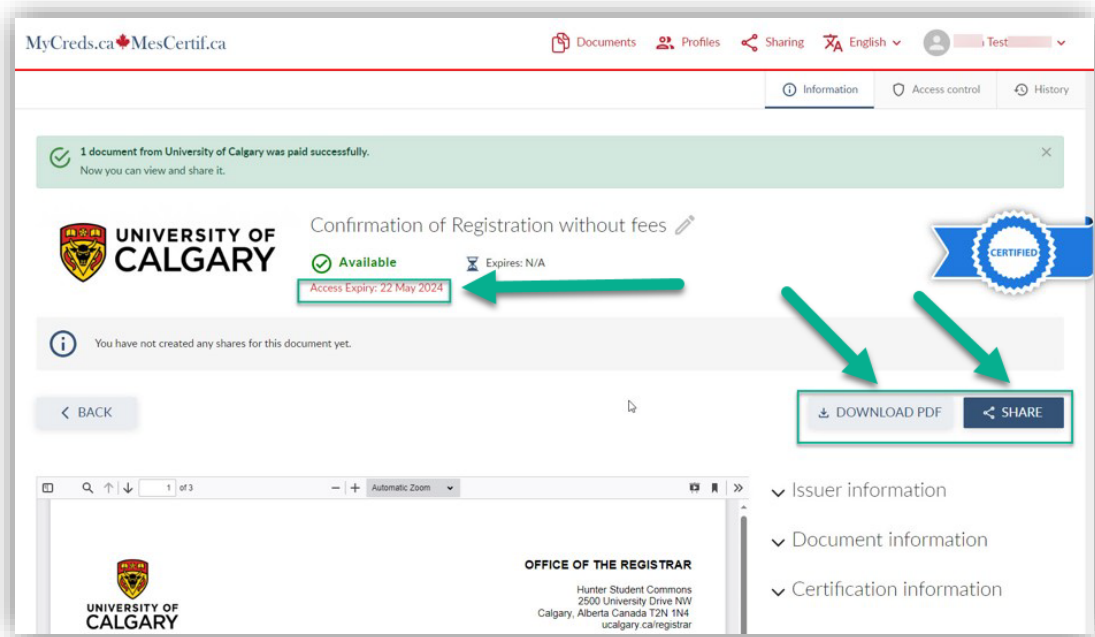 MyCreds.ca MesCertif.ca
Documents Profiles Sharing English Test
Information Access control History
1 document from University of Calgary was paid successfully.
Now you can view and share it.
UNIVERSITY OF
CALGARY
Confirmation of Registration without fees
Available Expires: N/A
Access Expiry: 22 May 2024
CERTIFIED
You have not created any shares for this document yet.
BACK
DOWNLOAD PDF SHARE
1 of 3 Automatic Zoom
Issuer information
Document information
Certification information
UNIVERSITY OF
CALGARY
OFFICE OF THE REGISTRAR
Hunter Student Commons
2500 University Drive NW
Calgary, Alberta Canada T2N 1N4
ucalgary.ca/registrar